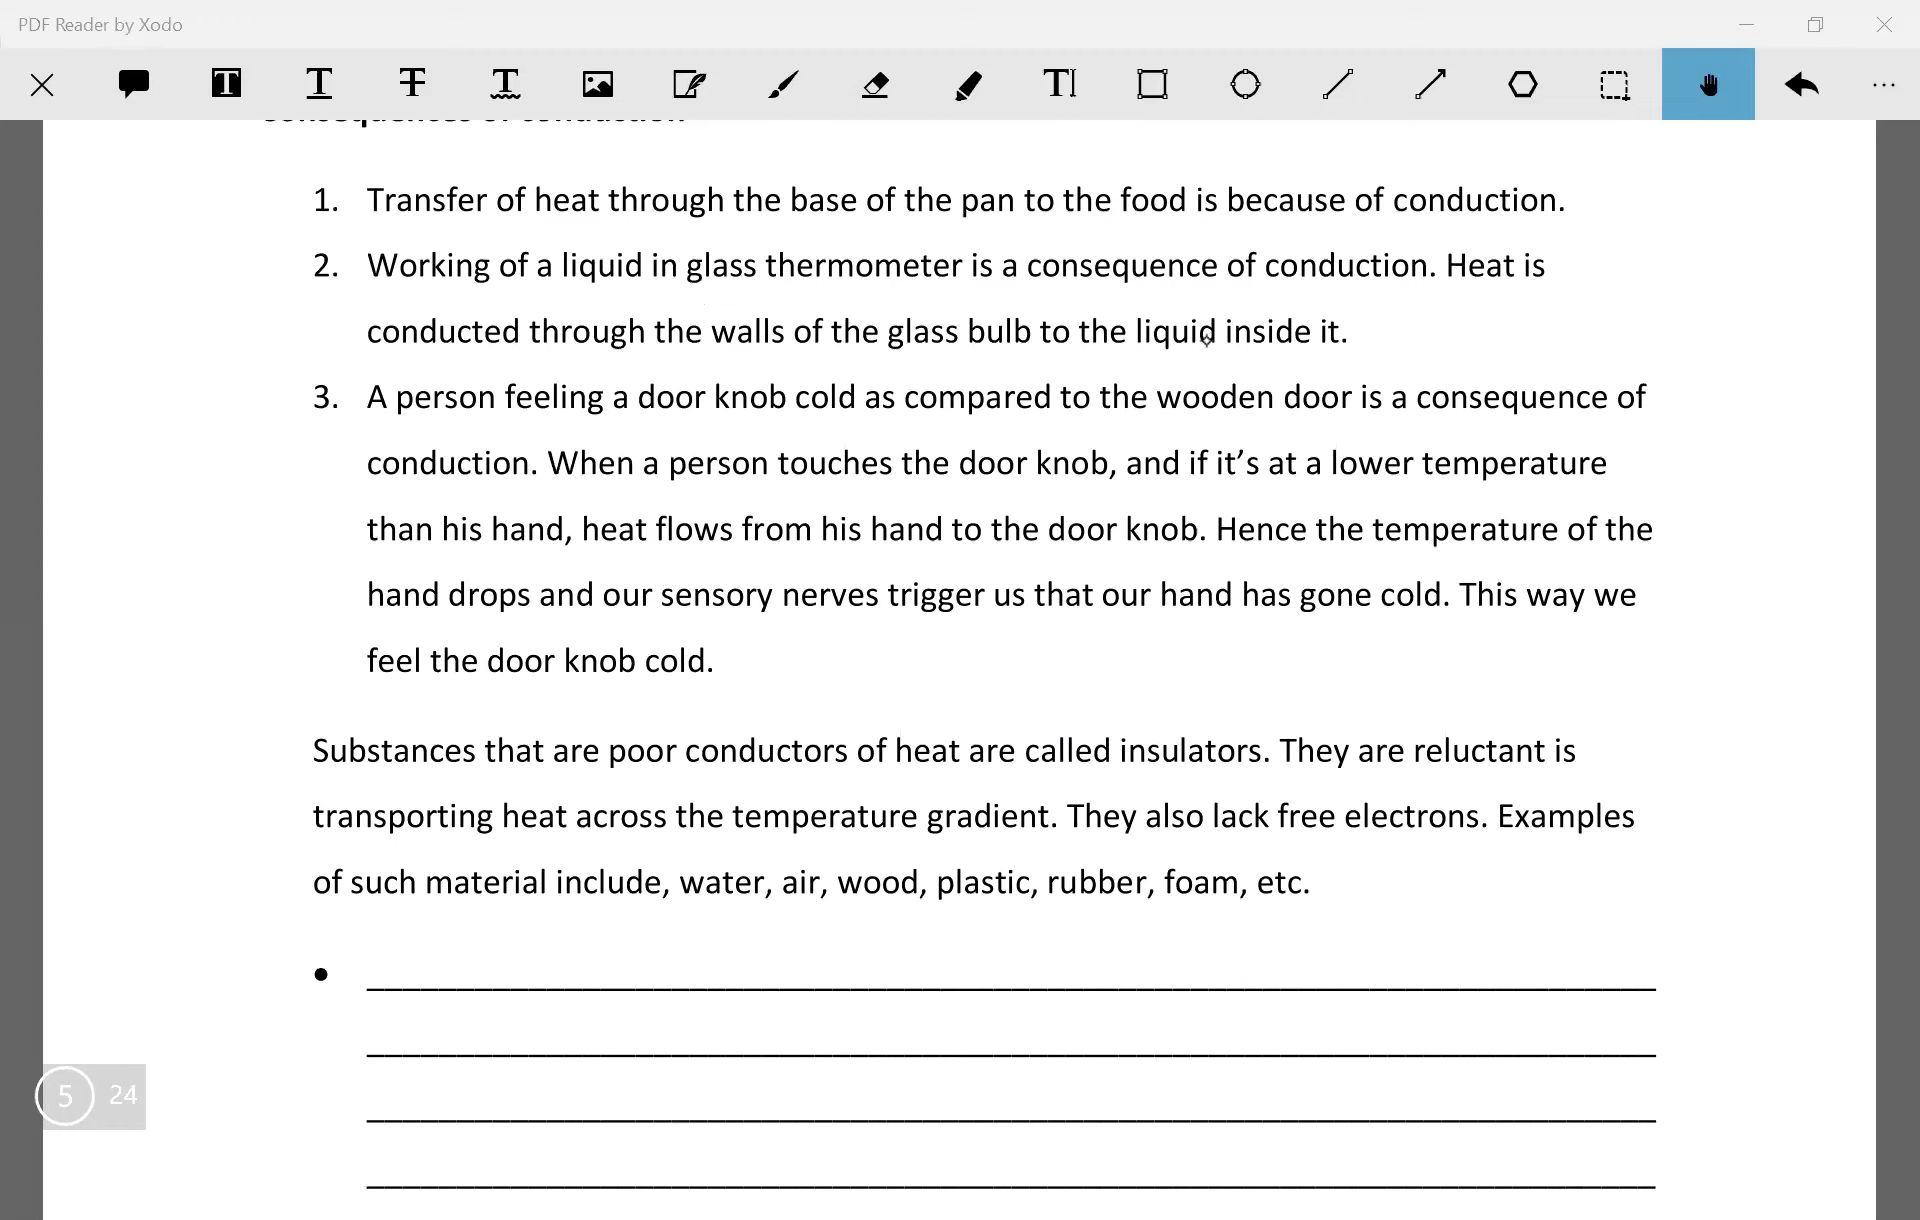 PDF Reader by Xodo
Consequences of conduction
1. Transfer of heat through the base of the pan to the food is because of conduction.
2. Working of a liquid in glass thermometer is a consequence of conduction. Heat is
conducted through the walls of the glass bulb to the liquid inside it.
3. A person feeling a door knob cold as compared to the wooden door is a consequence of
conduction. When a person touches the door knob, and if it’s at a lower temperature
than his hand, heat flows from his hand to the door knob. Hence the temperature of the
hand drops and our sensory nerves trigger us that our hand has gone cold. This way we
feel the door knob cold.
Substances that are poor conductors of heat are called insulators. They are reluctant is
transporting heat across the temperature gradient. They also lack free electrons. Examples
of such material include, water, air, wood, plastic, rubber, foam, etc.
5 24